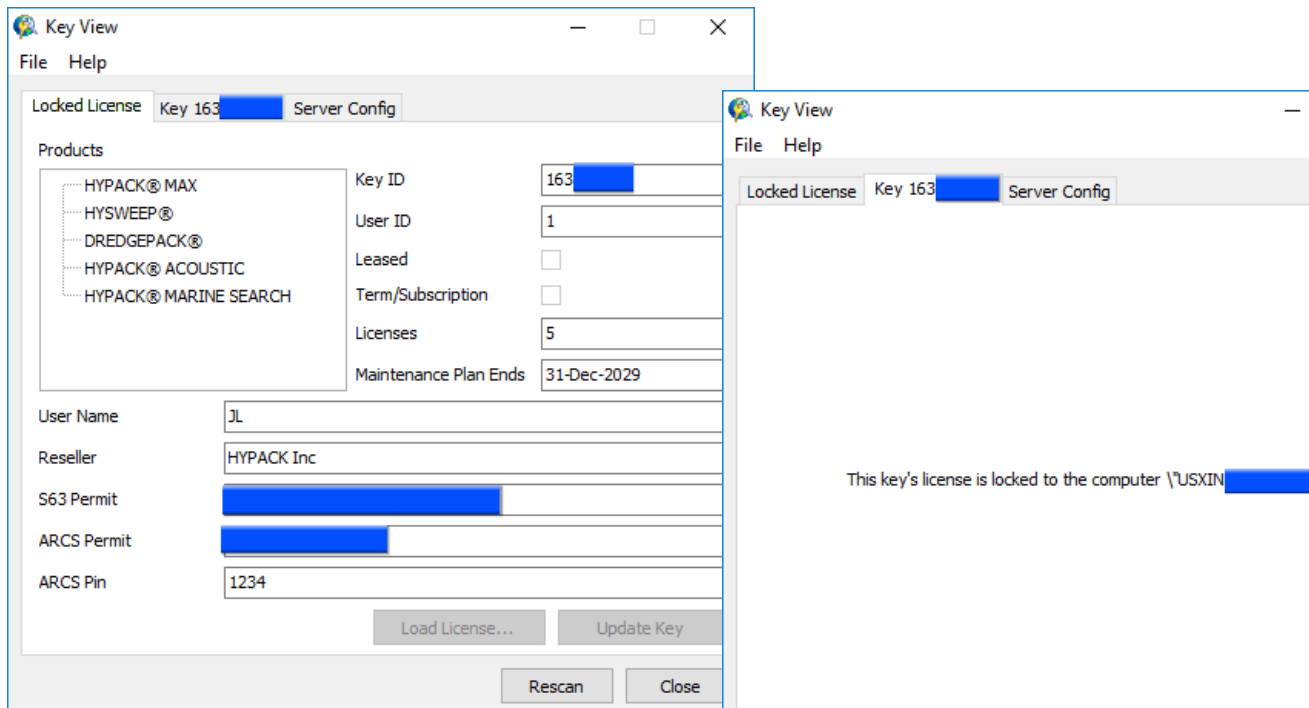 Key View
File Help
Locked License Key 163 Server Config
Products
HYPACK® MAX
HYSWEEP®
DREDGEPACK®
HYPACK® ACOUSTIC
HYPACK® MARINE SEARCH
Key ID 163
User ID 1
Leased
Term/Subscription
Licenses 5
Maintenance Plan Ends 31-Dec-2029
User Name JL
Reseller HYPACK Inc
S63 Permit
ARCS Permit
ARCS Pin 1234
Load License... Update Key
Rescan Close
Key View
File Help
Locked License Key 163 Server Config
This key's license is locked to the computer \"USXIN